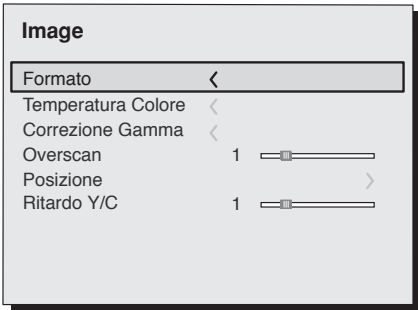 Image
Formato <
Temperatura Colore <
Correzione Gamma <
Overscan 1
Posizione >
Ritardo Y/C 1